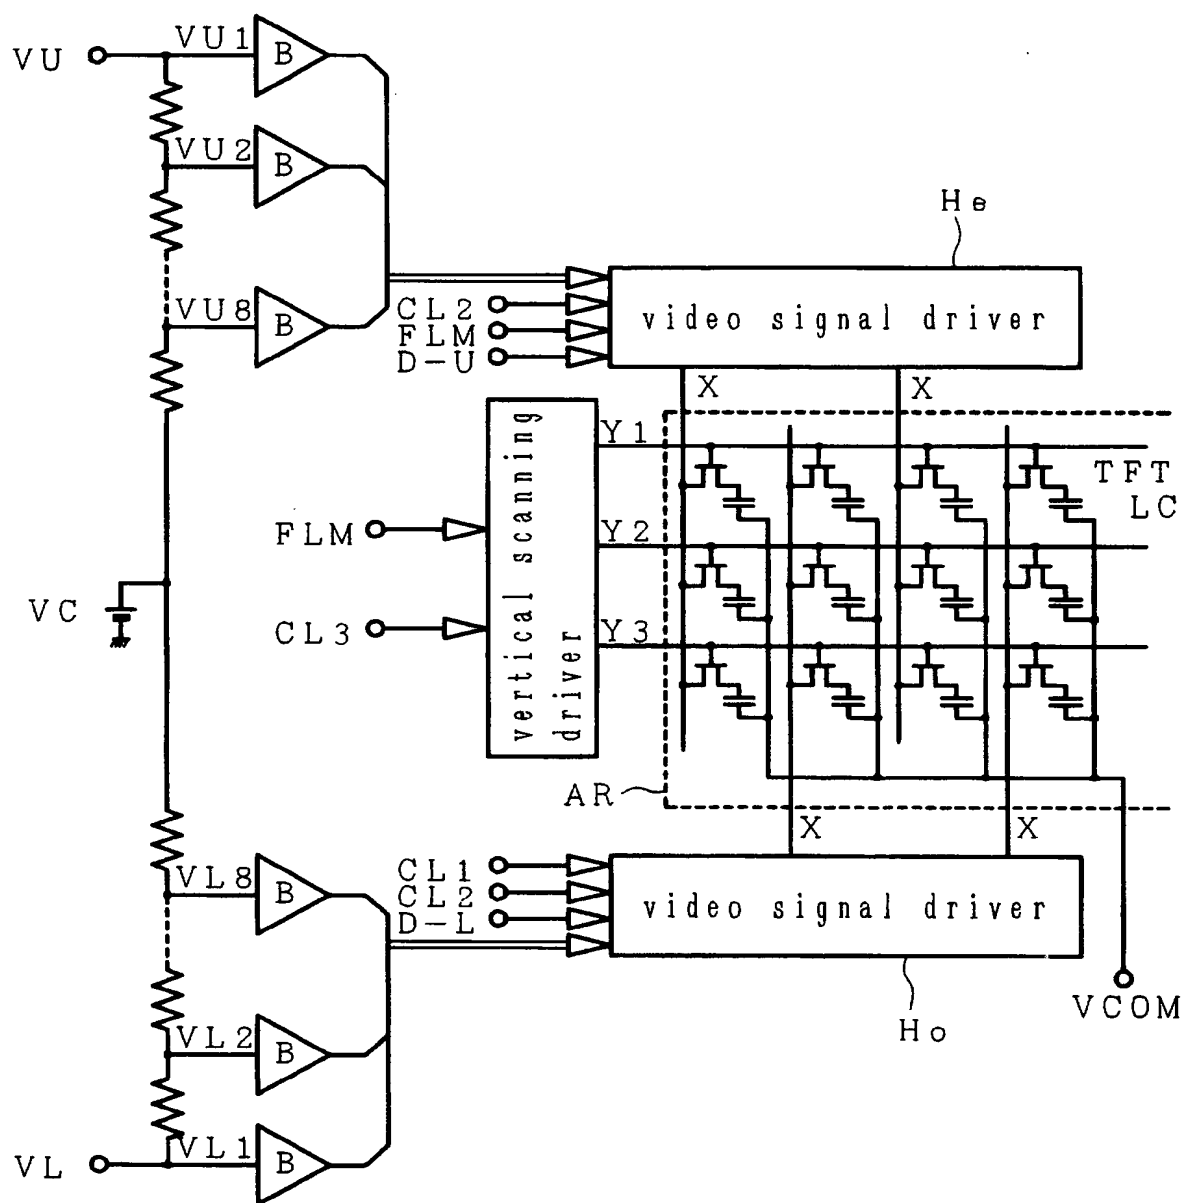 VU
VU1
B
VU2
B
VU8
B
He
CL2
FLM
D-U
video signal driver
X
X
Y1
Y2
Y3
vertical scanning
driver
FLM
CL3
TFT
LC
VC
AR
X
X
VL8
B
CL1
CL2
D-L
video signal driver
VL2
B
Ho
VCOM
VL
VL1
B